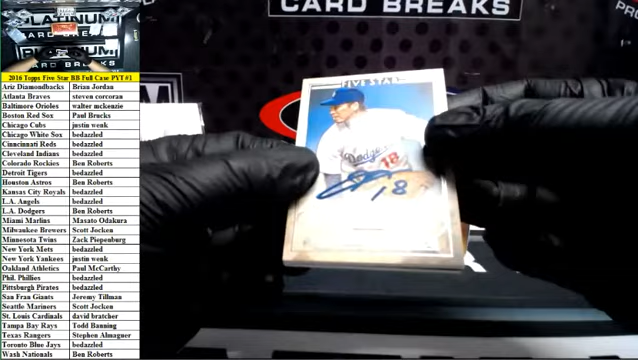 CARD BREAKS
PLATINUM
2016 Topps Five Star BB Full Case PYT #1
Ariz Diamondbacks Brian Jordan
Atlanta Braves steven corcoran
Baltimore Orioles walter mckenzie
Boston Red Sox Paul Brucks
Chicago Cubs justin wenk
Chicago White Sox bedazzled
Cinncinnati Reds bedazzled
Cleveland Indians bedazzled
Colorado Rockies Ben Roberts
Detroit Tigers bedazzled
Houston Astros Ben Roberts
Kansas City Royals bedazzled
L.A. Angels bedazzled
L.A. Dodgers Ben Roberts
Miami Marlins Masato Odakura
Milwaukee Brewers Scott Jocken
Minnesota Twins Zack Piepenburg
New York Mets bedazzled
New York Yankees justin wenk
Oakland Athletics Paul McCarthy
Phil. Phillies bedazzled
Pittsburgh Pirates bedazzled
San Fran Giants Jeremy Tillman
Seattle Mariners Scott Jocken
St. Louis Cardinals david bratcher
Tampa Bay Rays Todd Banning
Texas Rangers Stephen Almagner
Toronto Blue Jays bedazzled
Wash Nationals Ben Roberts
FIVE STAR
Dodgers
18
18